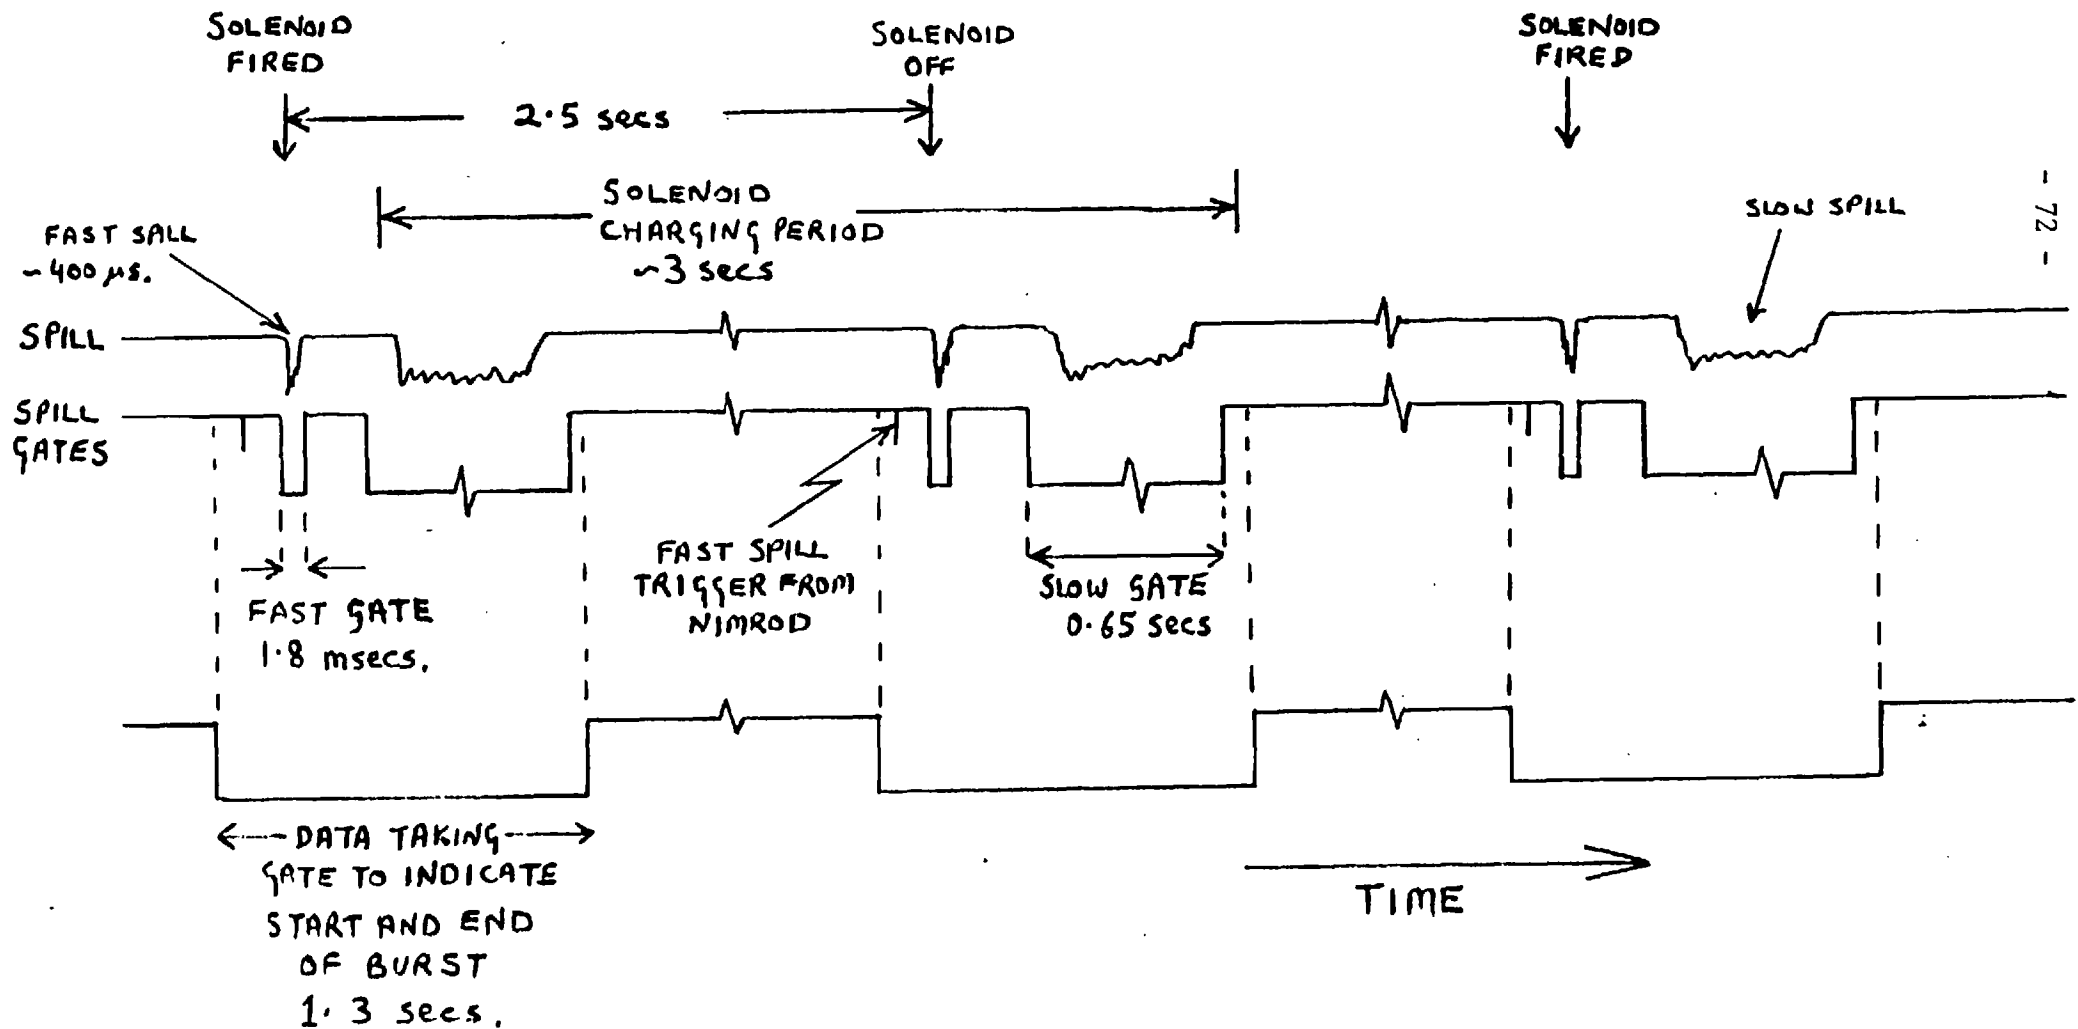 SOLENOID
FIRED
SOLENOID
OFF
SOLENOID
FIRED
2.5 secs
SOLENOID
CHARGING PERIOD
~3 secs
- 72 -
FAST SPILL
~400 μs.
SLOW SPILL
SPILL
SPILL
GATES
FAST GATE
1.8 msecs.
FAST SPILL
TRIGGER FROM
NIMROD
SLOW GATE
0.65 secs
DATA TAKING
GATE TO INDICATE
START AND END
OF BURST
1.3 secs.
TIME